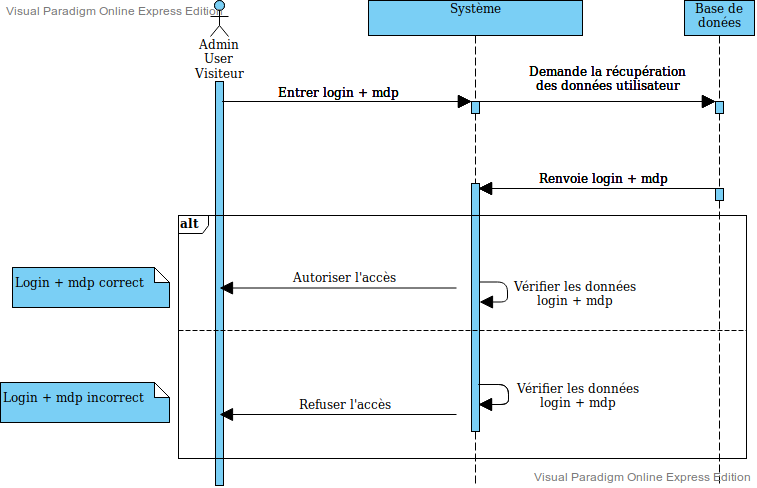 Visual Paradigm Online Express Edition
Système
Base de
donées
Admin
User
Visiteur
Entrer login + mdp
Demande la récupération
des données utilisateur
Renvoie login + mdp
alt
Login + mdp correct
Autoriser l'accès
Vérifier les données
login + mdp
Login + mdp incorrect
Refuser l'accès
Vérifier les données
login + mdp
Visual Paradigm Online Express Edition